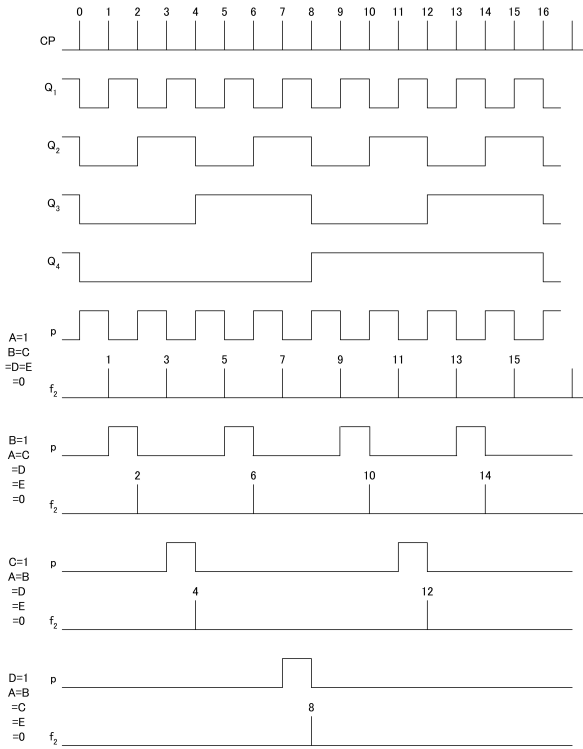 0 1 2 3 4 5 6 7 8 9 10 11 12 13 14 15 16
CP
Q1
Q2
Q3
Q4
A=1
B=C
=D=E
=0
p
1 3 5 7 9 11 13 15
f2
B=1
A=C
=D
=E
=0
p
2 6 10 14
f2
C=1
A=B
=D
=E
=0
p
4 12
f2
D=1
A=B
=C
=E
=0
p
8
f2